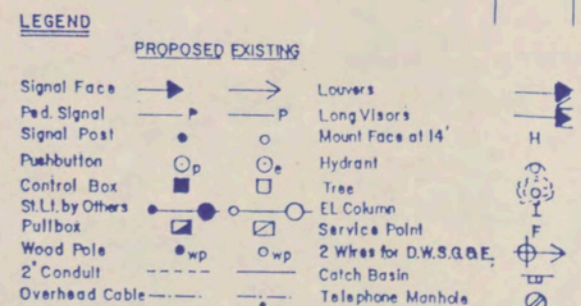 LEGEND
PROPOSED EXISTING
Signal Face Louvers
Ped. Signal P P Long Visors
Signal Post Mount Face at 14' H
Pushbutton p e Hydrant
Control Box Tree
St.Lt. by Others EL Column
Pullbox Service Point F
Wood Pole wp wp 2 Wires for D.W.S.G.&E.
2" Conduit Catch Basin
Overhead Cable Telephone Manhole